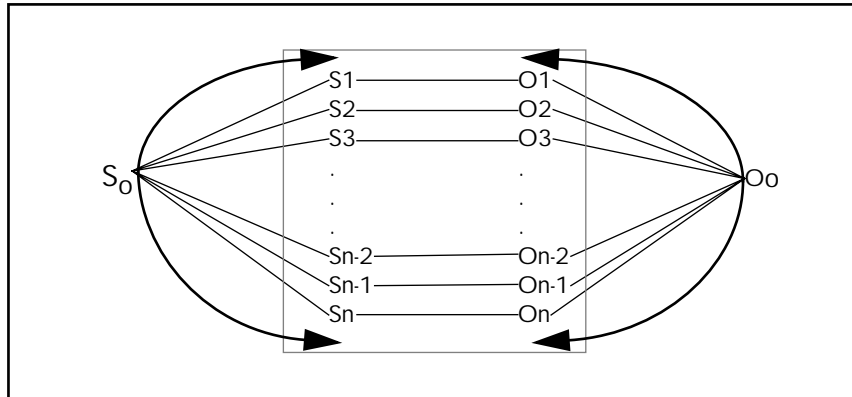 S1 O1
S2 O2
S3 O3
So Oo
. .
. .
. .
Sn-2 On-2
Sn-1 On-1
Sn On